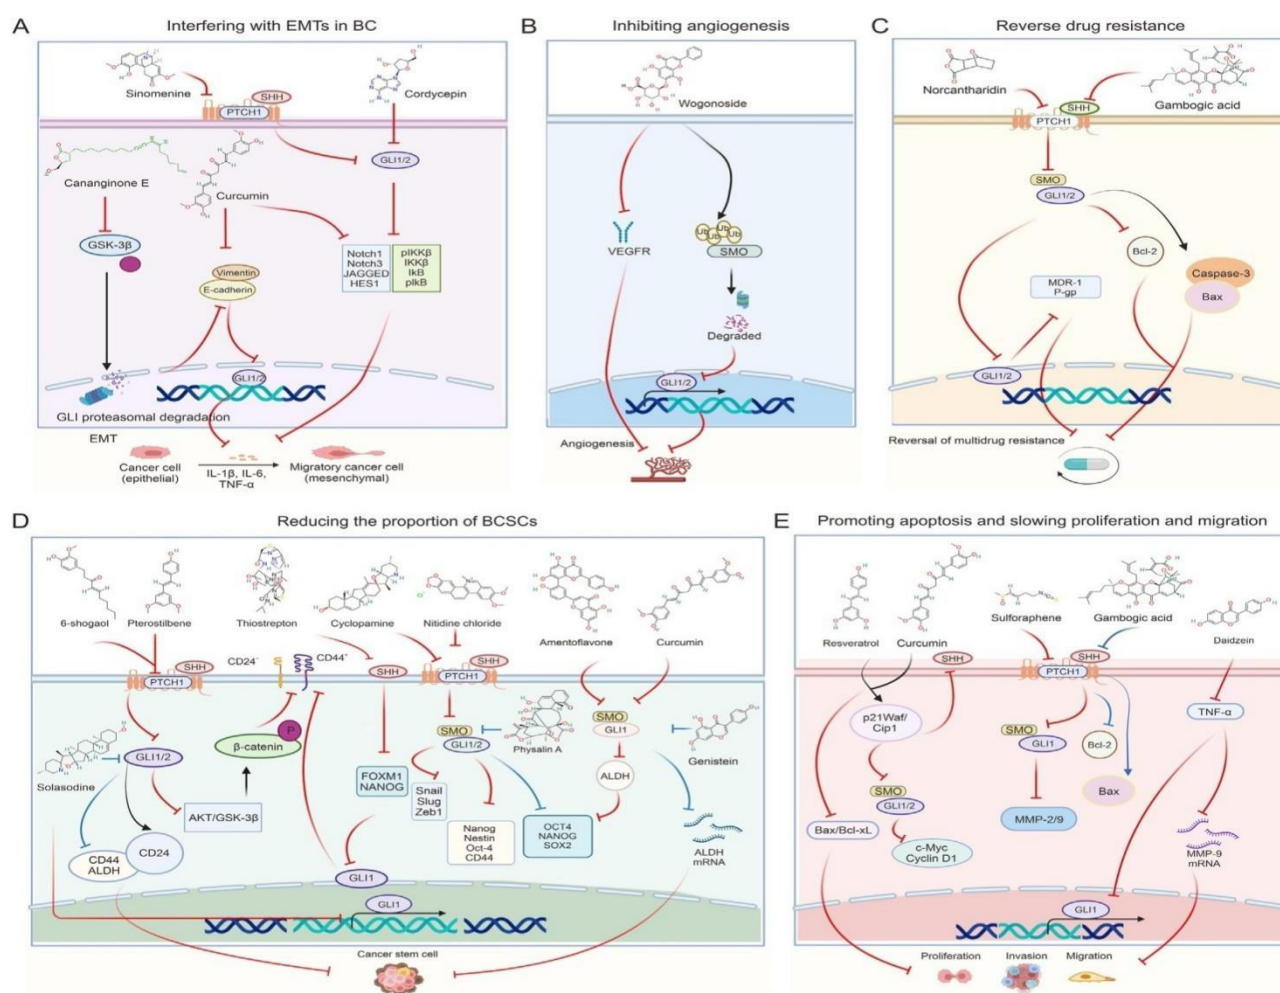 A
Interfering with EMTs in BC
Sinomenine
SHH
PTCH1
Cordycepin
GLI1/2
Cananginone E
Curcumin
GSK-3β
Vimentin
E-cadherin
Notch1
Notch3
JAGGED
HES1
pIKKβ
IKKβ
IkB
pIkB
GLI1/2
GLI proteasomal degradation
EMT
Cancer cell
(epithelial)
IL-1β, IL-6,
TNF-α
Migratory cancer cell
(mesenchymal)
B
Inhibiting angiogenesis
Wogonoside
VEGFR
Ub
Ub
Ub
Ub
SMO
Degraded
GLI1/2
Angiogenesis
C
Reverse drug resistance
Norcantharidin
Gambogic acid
SHH
PTCH1
SMO
GLI1/2
Bcl-2
Caspase-3
Bax
MDR-1
P-gp
GLI1/2
Reversal of multidrug resistance
D
Reducing the proportion of BCSCs
6-shogaol
Pterostilbene
Thiostrepton
Cyclopamine
Nitidine chloride
Amentoflavone
Curcumin
SHH
PTCH1
CD24⁻
CD44⁺
SHH
SHH
PTCH1
SMO
GLI1/2
Physalin A
SMO
GLI1
Genistein
Solasodine
GLI1/2
P
β-catenin
AKT/GSK-3β
CD44
ALDH
CD24
FOXM1
NANOG
Snail
Slug
Zeb1
Nanog
Nestin
Oct-4
CD44
OCT4
NANOG
SOX2
ALDH
ALDH
mRNA
GLI1
GLI1
Cancer stem cell
E
Promoting apoptosis and slowing proliferation and migration
Resveratrol
Curcumin
Sulforaphene
Gambogic acid
Daidzein
SHH
SHH
PTCH1
p21Waf/
Cip1
SMO
GLI1/2
Bax/Bcl-xL
c-Myc
Cyclin D1
SMO
GLI1
Bcl-2
Bax
MMP-2/9
TNF-α
MMP-9
mRNA
GLI1
Proliferation
Invasion
Migration